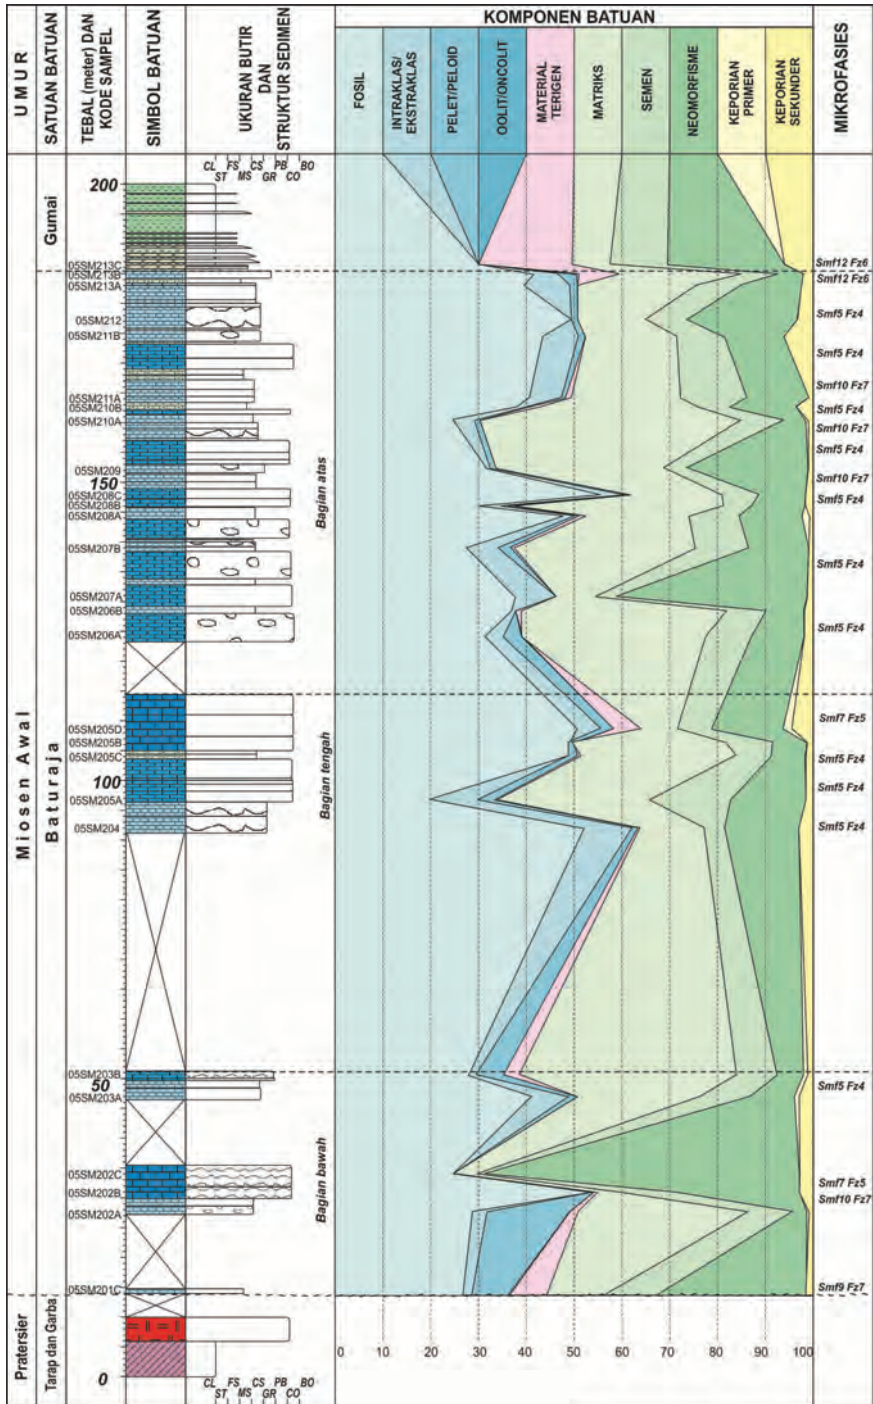 KOMPONEN BATUAN
UMUR
SATUAN BATUAN
TEBAL (meter) DAN
KODE SAMPEL
SIMBOL BATUAN
UKURAN BUTIR
DAN
STRUKTUR SEDIMEN
FOSIL
INTRAKLAS/
EKSTRAKLAS
PELET/PELOID
OOLIT/ONCOLIT
MATERIAL
TERIGEN
MATRIKS
SEMEN
NEOMORFISME
KEPORIAN
PRIMER
KEPORIAN
SEKUNDER
MIKROFASIES
CL FS CS PB BO
ST MS GR CO
200
Gumai
05SM213C
Smf12 Fz6
05SM213B
Smf12 Fz6
05SM213A
05SM212
Smf5 Fz4
05SM211B
Smf5 Fz4
Smf10 Fz7
05SM211A
05SM210B
Smf5 Fz4
05SM210A
Smf10 Fz7
Smf5 Fz4
05SM209
150
Smf10 Fz7
05SM208C
Smf5 Fz4
05SM208B
05SM208A
Bagian atas
05SM207B
Smf5 Fz4
05SM207A
05SM206B
05SM206A
Smf5 Fz4
Miosen Awal
Baturaja
Smf7 Fz5
05SM205D
05SM205B
05SM205C
Smf5 Fz4
100
Bagian tengah
Smf5 Fz4
05SM205A
05SM204
Smf5 Fz4
05SM203B
50
Smf5 Fz4
05SM203A
Bagian bawah
05SM202C
Smf7 Fz5
05SM202B
Smf10 Fz7
05SM202A
05SM201C
Smf9 Fz7
Pratersier
Tarap dan Garba
0
0 10 20 30 40 50 60 70 80 90 100
CL FS CS PB BO
ST MS GR CO